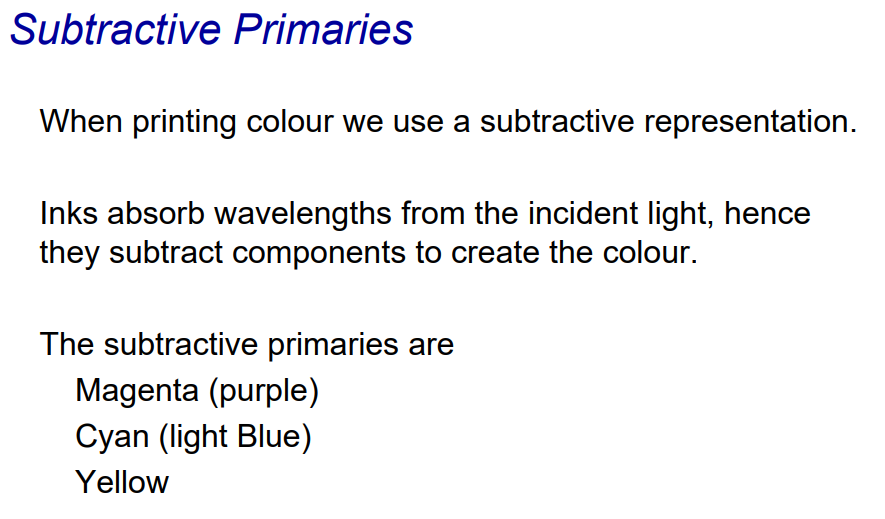 Subtractive Primaries
When printing colour we use a subtractive representation.
Inks absorb wavelengths from the incident light, hence
they subtract components to create the colour.
The subtractive primaries are
Magenta (purple)
Cyan (light Blue)
Yellow